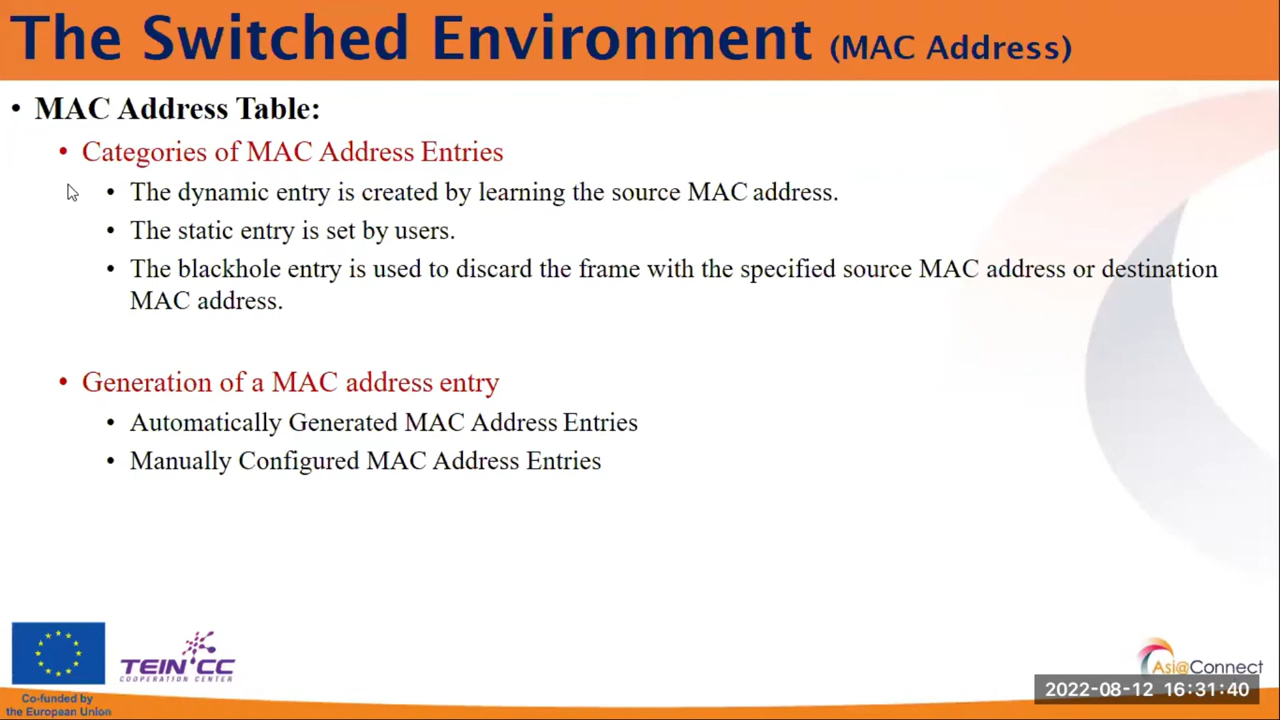 The Switched Environment (MAC Address)
• MAC Address Table:
• Categories of MAC Address Entries
• The dynamic entry is created by learning the source MAC address.
• The static entry is set by users.
• The blackhole entry is used to discard the frame with the specified source MAC address or destination
MAC address.
• Generation of a MAC address entry
• Automatically Generated MAC Address Entries
• Manually Configured MAC Address Entries
TEIN*CC
COOPERATION CENTER
Asi@Connect
Co-funded by
the European Union
2022-08-12 16:31:40